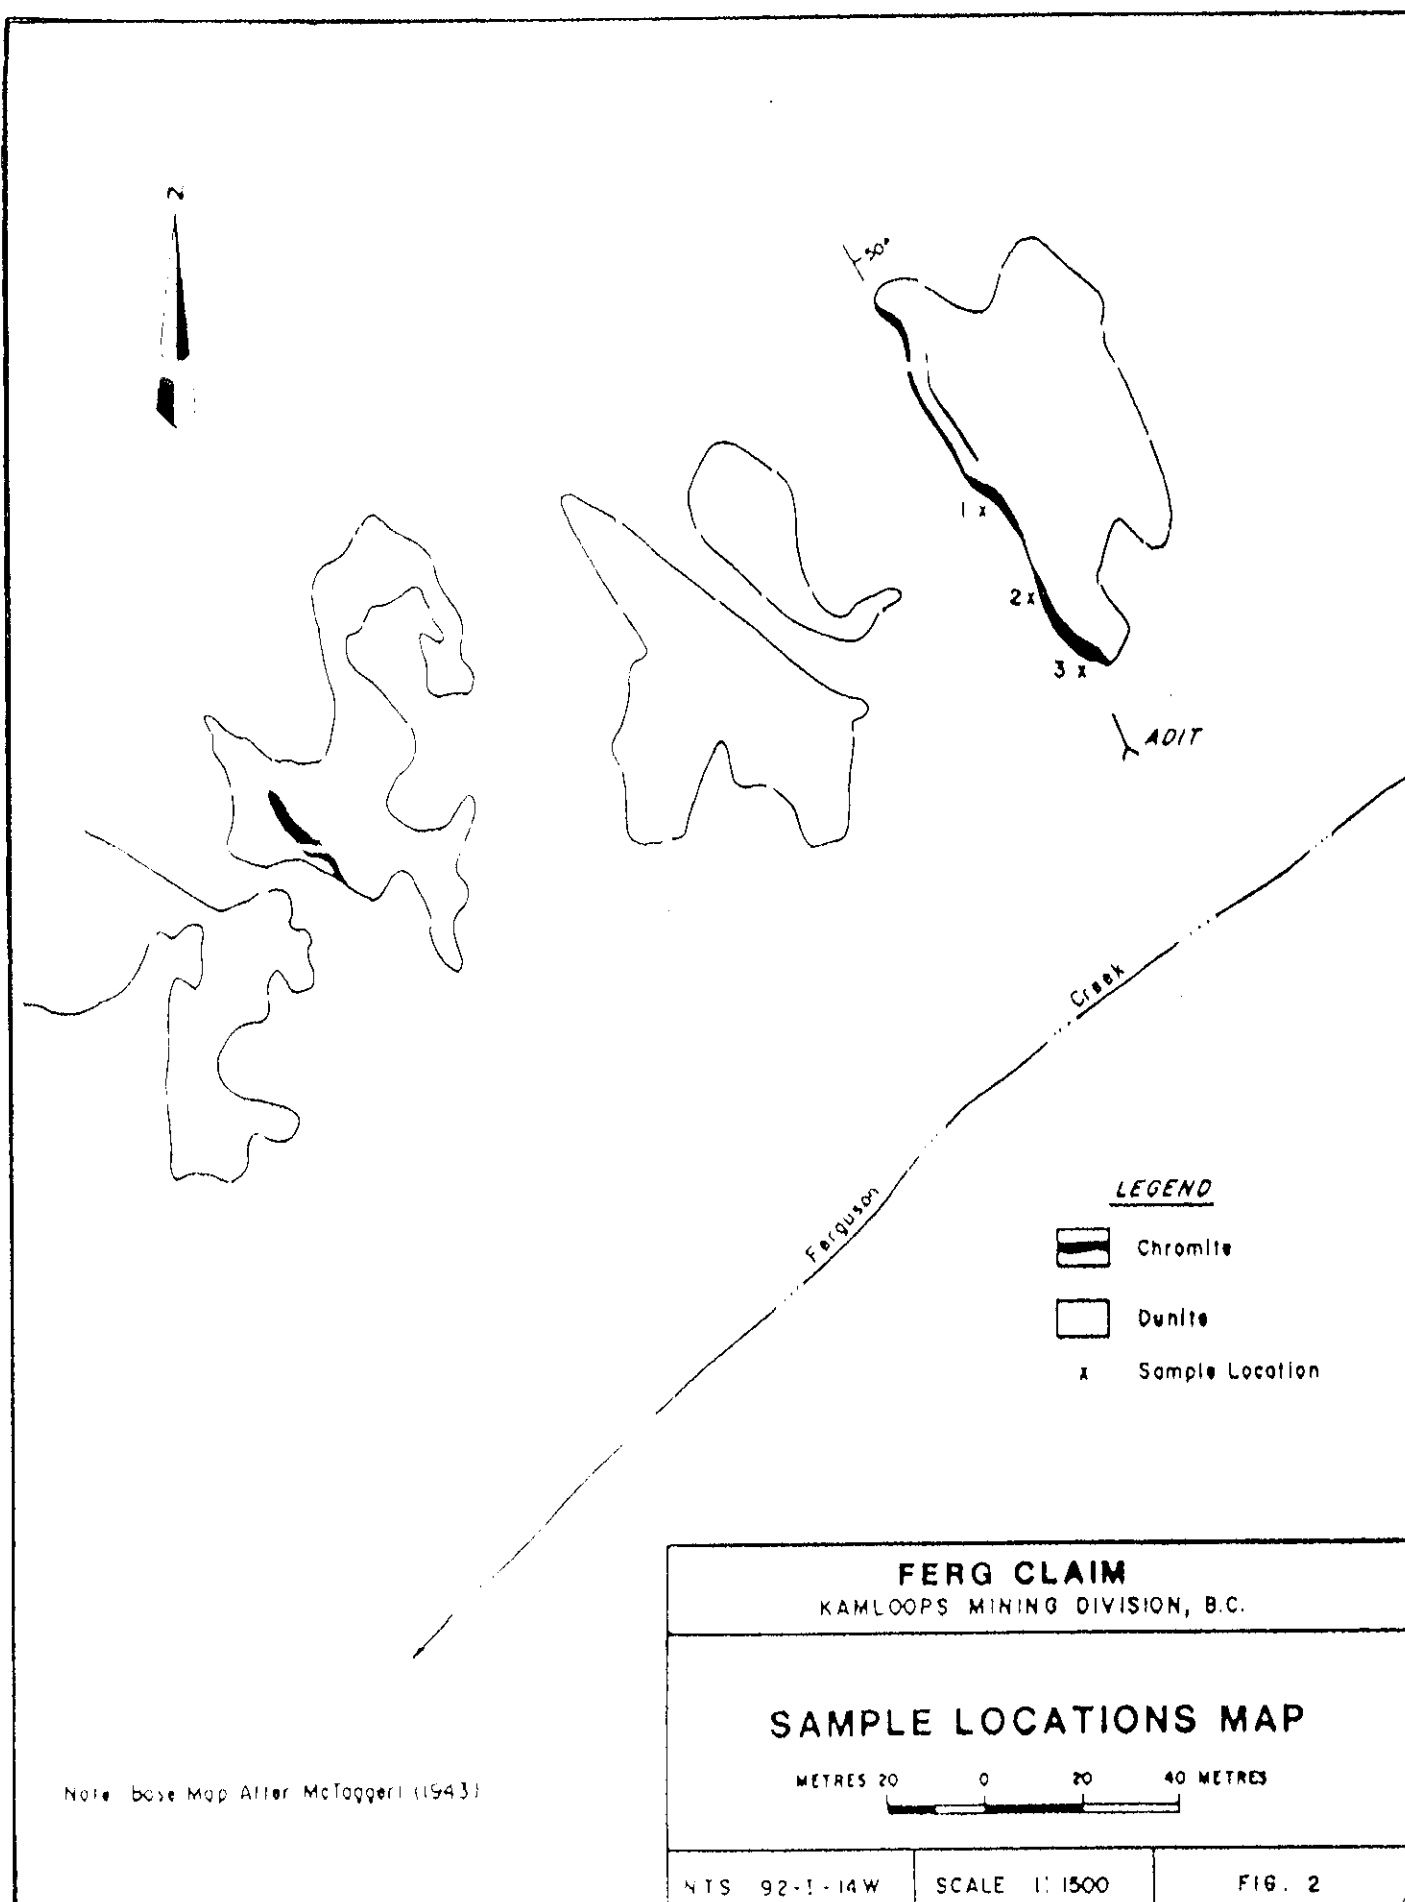 N
50°
1 x
2 x
3 x
ADIT
Creek
Ferguson
LEGEND
Chromite
Dunite
x Sample Location
FERG CLAIM
KAMLOOPS MINING DIVISION, B.C.
SAMPLE LOCATIONS MAP
METRES 20 0 20 40 METRES
Note Base Map After McTaggert (1943)
NTS 92-I-14W SCALE 1:1500 FIG. 2